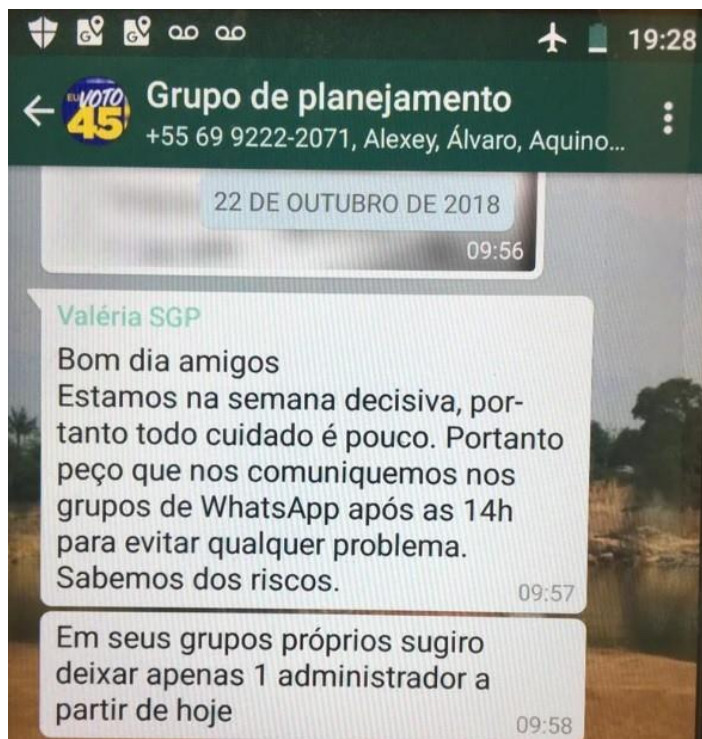 19:28
EU VOTO
45
Grupo de planejamento
+55 69 9222-2071, Alexey, Álvaro, Aquino...
22 DE OUTUBRO DE 2018
09:56
Valéria SGP
Bom dia amigos
Estamos na semana decisiva, por-
tanto todo cuidado é pouco. Portanto
peço que nos comuniquemos nos
grupos de WhatsApp após as 14h
para evitar qualquer problema.
Sabemos dos riscos.
09:57
Em seus grupos próprios sugiro
deixar apenas 1 administrador a
partir de hoje
09:58